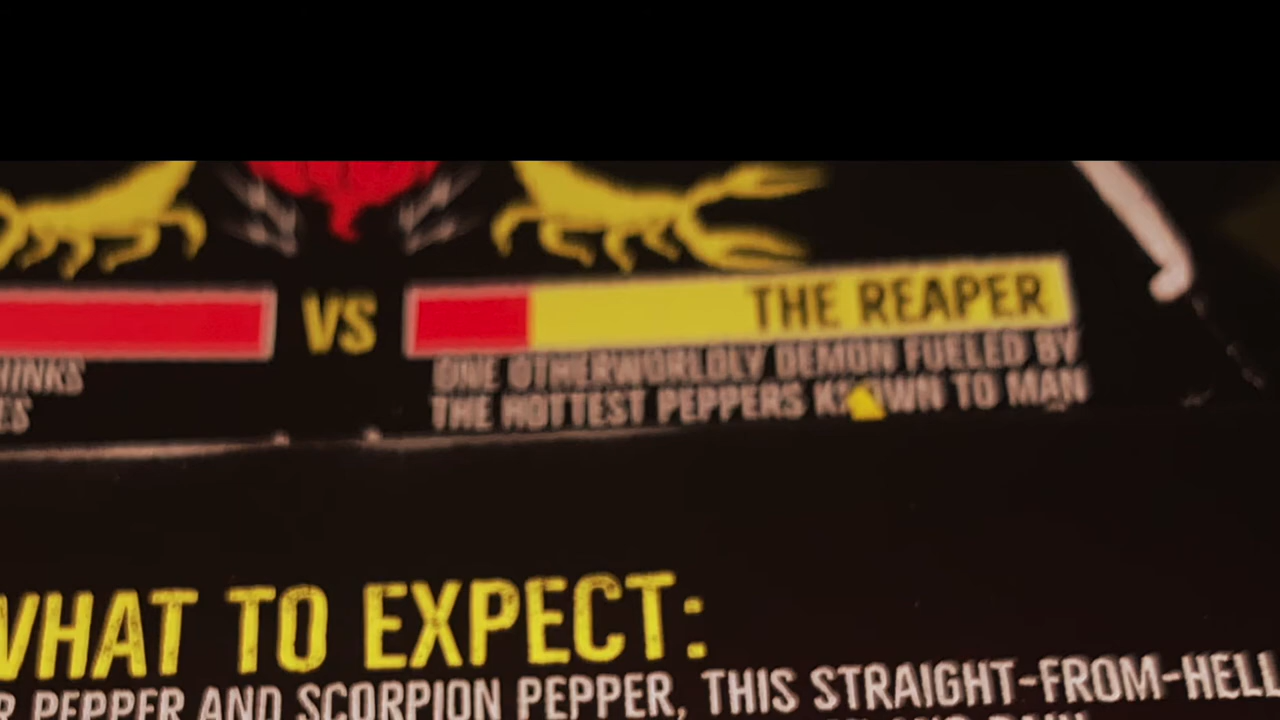 VS
THE REAPER
ONE OTHERWORLDLY DEMON FUELED BY
THE HOTTEST PEPPERS KNOWN TO MAN
WHAT TO EXPECT:
PEPPER AND SCORPION PEPPER, THIS STRAIGHT-FROM-HELL